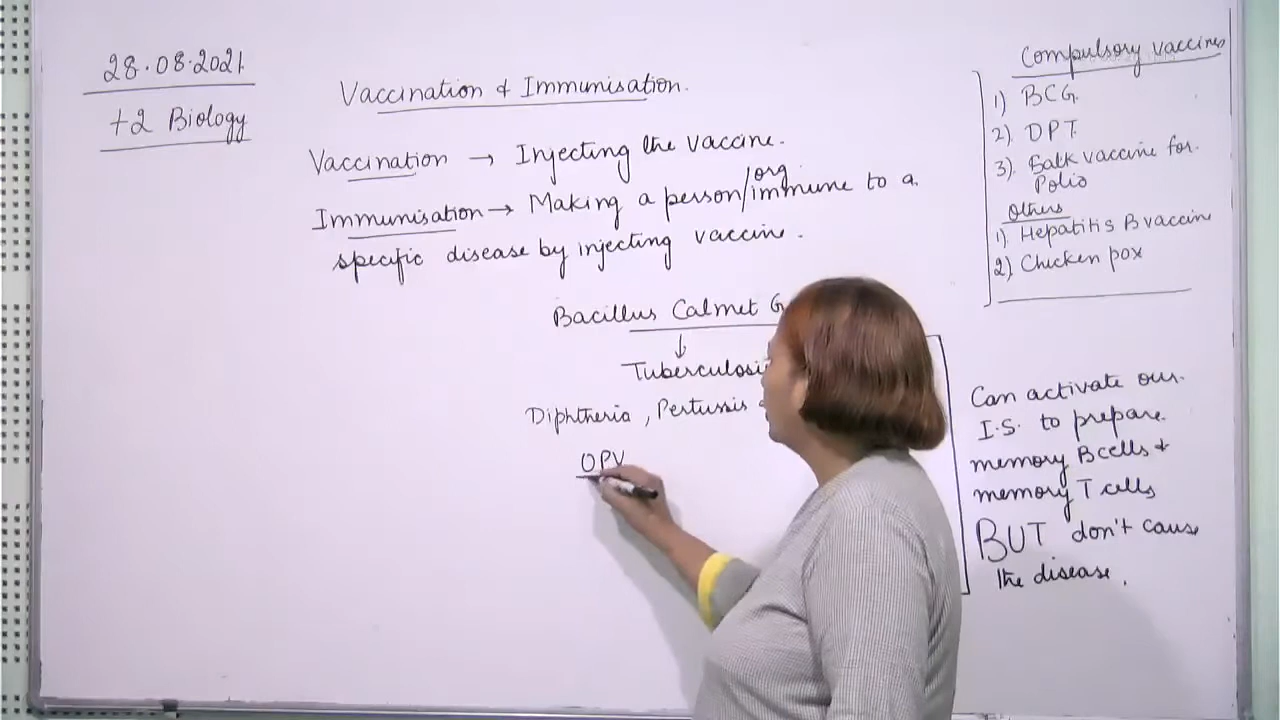 28.08.2021
+2 Biology
Vaccination & Immunisation.
Vaccination → Injecting the vaccine.
Immunisation → Making a person/org immune to a
specific disease by injecting vaccine.
Bacillus Calmet G
↓
Tuberculosi
Diphtheria, Pertussis
OPV
Compulsory vaccines
1) BCG.
2). DPT.
3). Salk vaccine for
Polio
Others
1). Hepatitis B vaccine
2) Chicken pox
Can activate our
I.S. to prepare
memory B cells &
memory T cells
BUT don't cause
the disease.